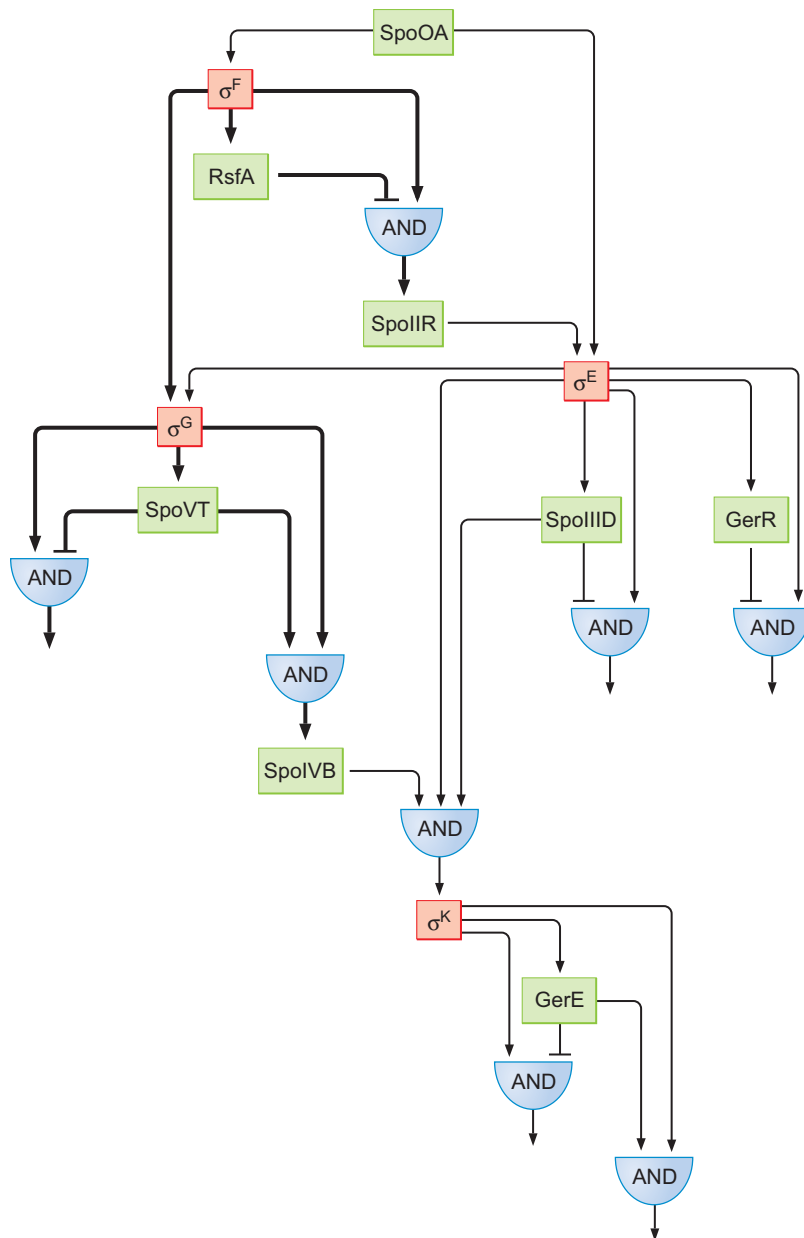 SpoOA
σF
RsfA
AND
SpoIIR
σE
σG
SpoVT
SpoIIID
GerR
AND
AND
AND
AND
SpoIVB
AND
σK
GerE
AND
AND